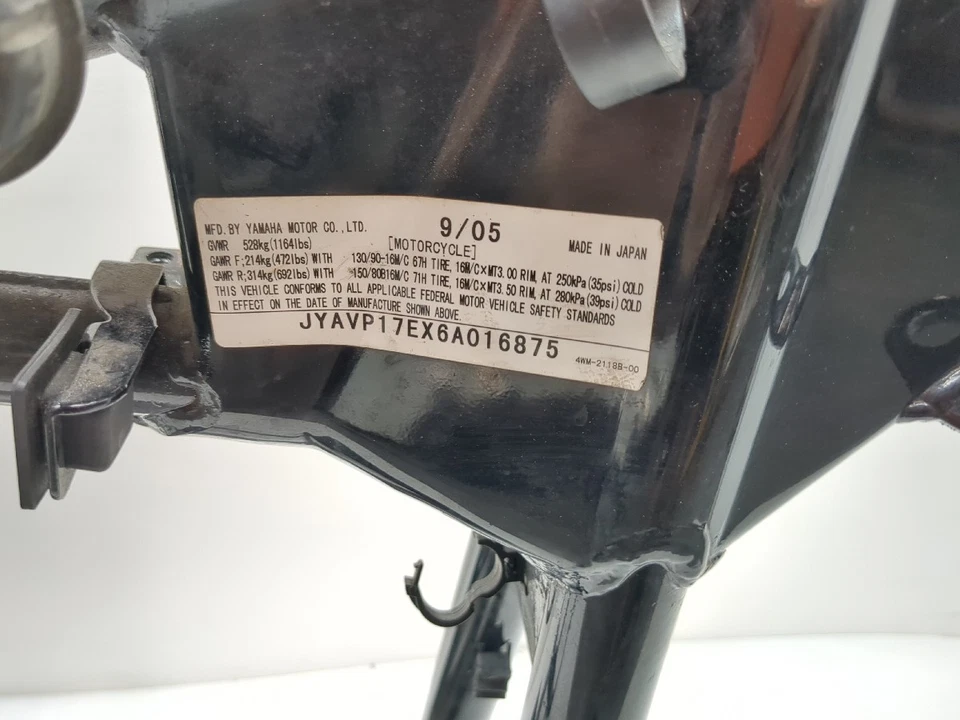 MFD. BY YAMAHA MOTOR CO., LTD. 9/05 MADE IN JAPAN
GVWR 528kg(1164lbs) [MOTORCYCLE]
GAWR F;214kg(472lbs) WITH 130/90-16M/C 67H TIRE, 16M/C×MT3.00 RIM, AT 250kPa(35psi) COLD
GAWR R;314kg(692lbs) WITH 150/80B16M/C 71H TIRE, 16M/C×MT3.50 RIM, AT 280kPa(39psi) COLD
THIS VEHICLE CONFORMS TO ALL APPLICABLE FEDERAL MOTOR VEHICLE SAFETY STANDARDS
IN EFFECT ON THE DATE OF MANUFACTURE SHOWN ABOVE.
JYAVP17EX6A016875
4WM-2118B-00